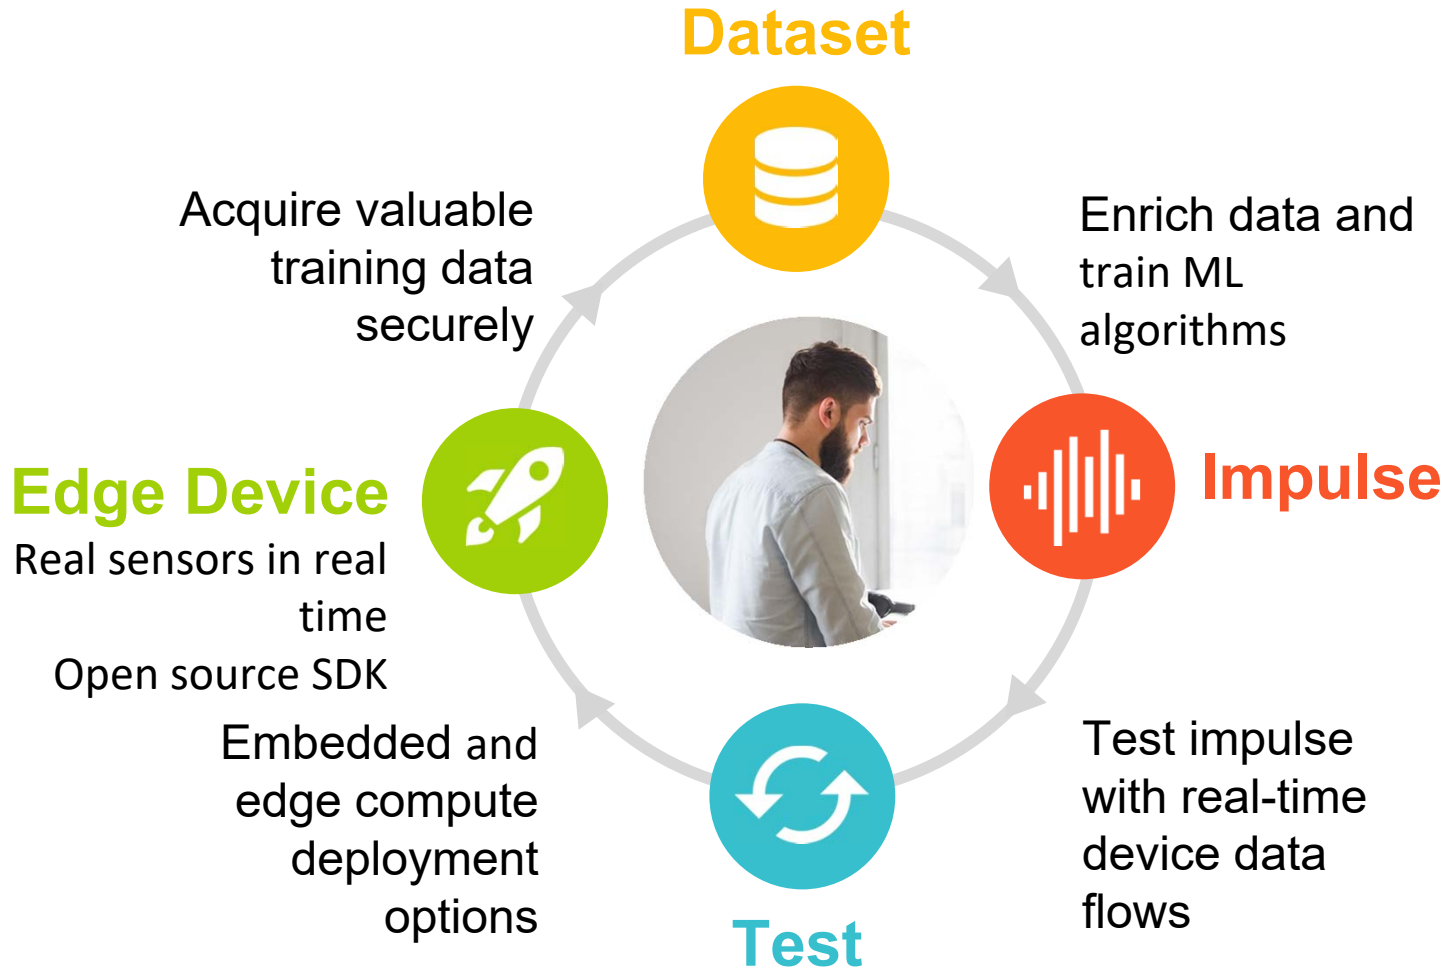 Dataset
Acquire valuable
training data
securely
Enrich data and
train ML
algorithms
Edge Device
Real sensors in real
time
Open source SDK
Impulse
Embedded and
edge compute
deployment
options
Test impulse
with real-time
device data
flows
Test